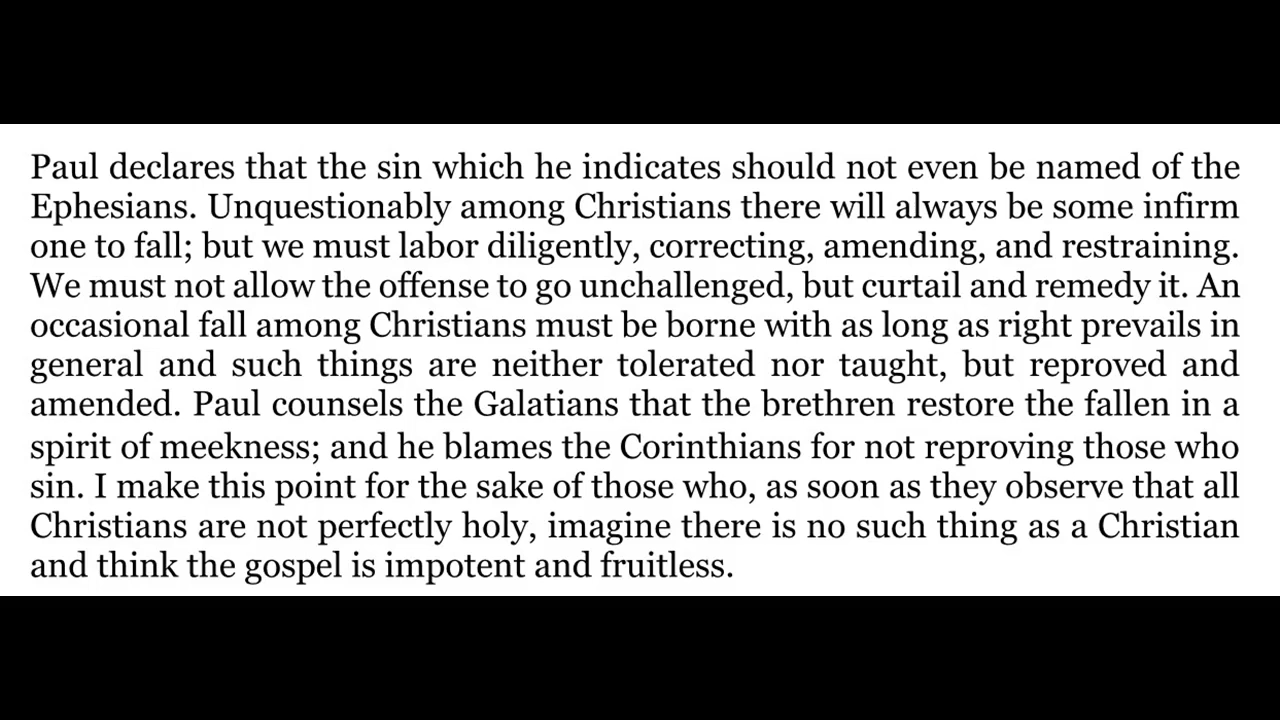 Paul declares that the sin which he indicates should not even be named of the
Ephesians. Unquestionably among Christians there will always be some infirm
one to fall; but we must labor diligently, correcting, amending, and restraining.
We must not allow the offense to go unchallenged, but curtail and remedy it. An
occasional fall among Christians must be borne with as long as right prevails in
general and such things are neither tolerated nor taught, but reproved and
amended. Paul counsels the Galatians that the brethren restore the fallen in a
spirit of meekness; and he blames the Corinthians for not reproving those who
sin. I make this point for the sake of those who, as soon as they observe that all
Christians are not perfectly holy, imagine there is no such thing as a Christian
and think the gospel is impotent and fruitless.